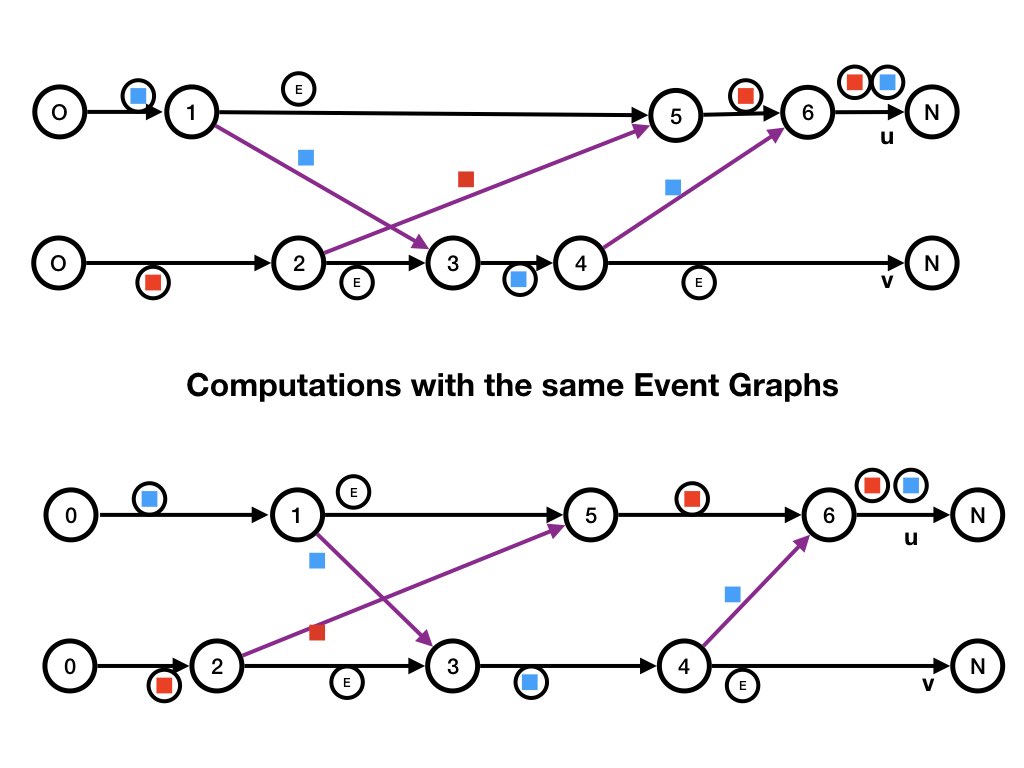 E
O 1 5 6 N
u
O 2 3 4 N
E E v
Computations with the same Event Graphs
E
0 1 5 6 N
u
0 2 3 4 N
E E v